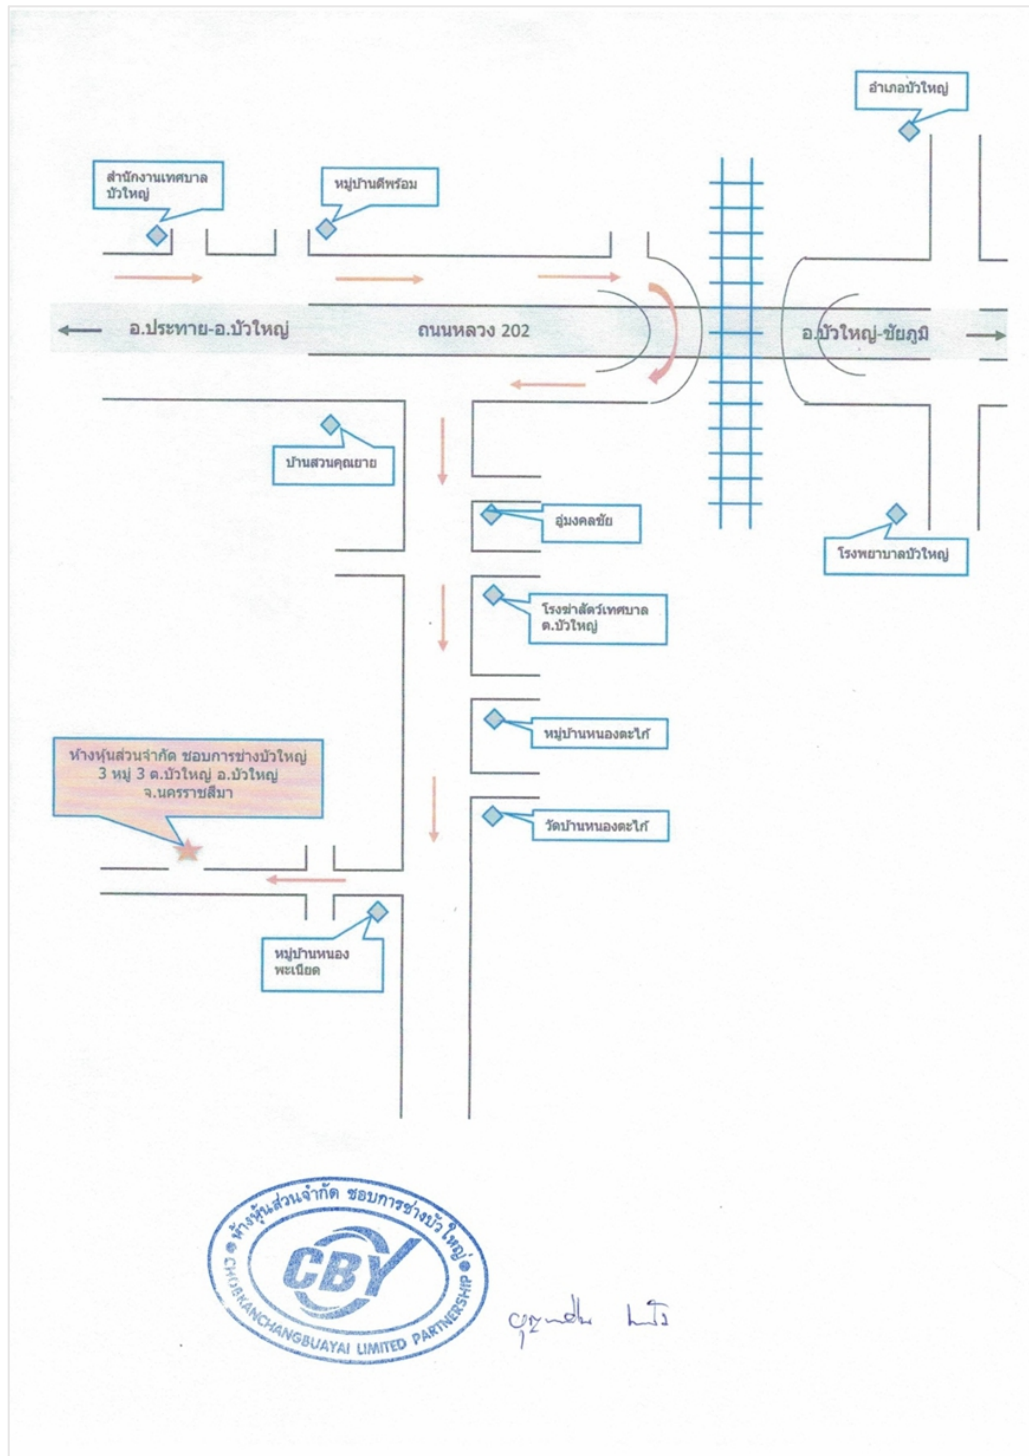 อำเภอบัวใหญ่
สำนักงานเทศบาล
บัวใหญ่
หมู่บ้านดีพร้อม
อ.ประทาย-อ.บัวใหญ่
ถนนหลวง 202
อ.บัวใหญ่-ชัยภูมิ
บ้านสวนคุณยาย
อู่มงคลชัย
โรงพยาบาลบัวใหญ่
โรงฆ่าสัตว์เทศบาล
ต.บัวใหญ่
หมู่บ้านหนองตะไก้
ห้างหุ้นส่วนจำกัด ชอบการช่างบัวใหญ่
3 หมู่ 3 ต.บัวใหญ่ อ.บัวใหญ่
จ.นครราชสีมา
วัดบ้านหนองตะไก้
หมู่บ้านหนอง
พะเนียด
ห้างหุ้นส่วนจำกัด ชอบการช่างบัวใหญ่
CBY
CHOBKANCHANGBUAYAI LIMITED PARTNERSHIP